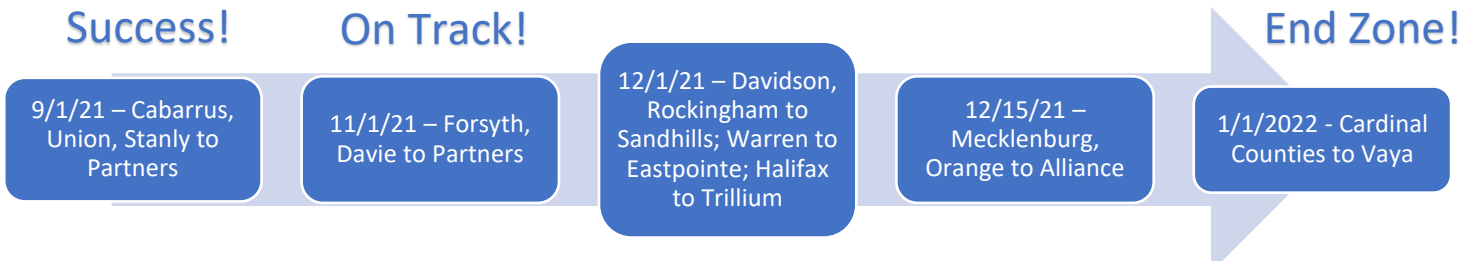 Success!
On Track!
End Zone!
9/1/21 – Cabarrus,
Union, Stanly to
Partners
11/1/21 – Forsyth,
Davie to Partners
12/1/21 – Davidson,
Rockingham to
Sandhills; Warren to
Eastpointe; Halifax
to Trillium
12/15/21 –
Mecklenburg,
Orange to Alliance
1/1/2022 - Cardinal
Counties to Vaya